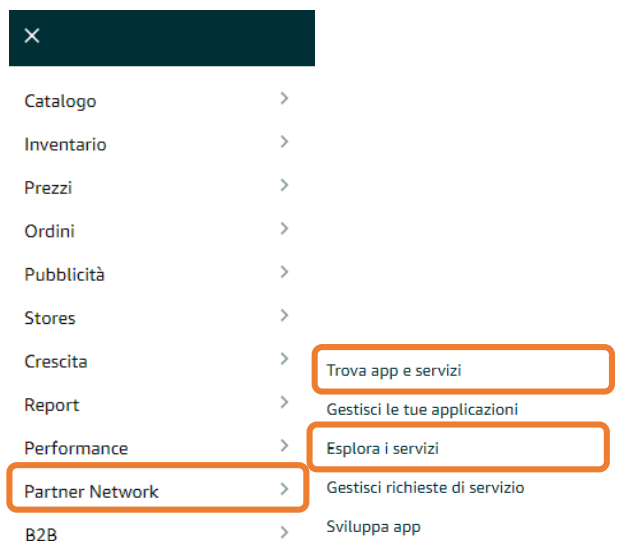 Catalogo
Inventario
Prezzi
Ordini
Pubblicità
Stores
Crescita
Report
Performance
Partner Network
B2B
Trova app e servizi
Gestisci le tue applicazioni
Esplora i servizi
Gestisci richieste di servizio
Sviluppa app